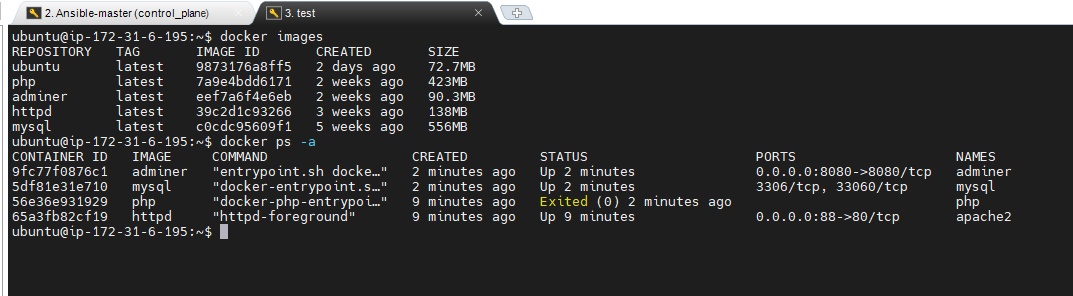 2. Ansible-master (control_plane)
3. test
ubuntu@ip-172-31-6-195:~$ docker images
REPOSITORY TAG IMAGE ID CREATED SIZE
ubuntu latest 9873176a8ff5 2 days ago 72.7MB
php latest 7a9e4bdd6171 2 weeks ago 423MB
adminer latest eef7a6f4e6eb 2 weeks ago 90.3MB
httpd latest 39c2d1c93266 3 weeks ago 138MB
mysql latest c0cdc95609f1 5 weeks ago 556MB
ubuntu@ip-172-31-6-195:~$ docker ps -a
CONTAINER ID IMAGE COMMAND CREATED STATUS PORTS NAMES
9fc77f0876c1 adminer "entrypoint.sh docke…" 2 minutes ago Up 2 minutes 0.0.0.0:8080->8080/tcp adminer
5df81e31e710 mysql "docker-entrypoint.s…" 2 minutes ago Up 2 minutes 3306/tcp, 33060/tcp mysql
56e36e931929 php "docker-php-entrypoi…" 9 minutes ago Exited (0) 2 minutes ago php
65a3fb82cf19 httpd "httpd-foreground" 9 minutes ago Up 9 minutes 0.0.0.0:88->80/tcp apache2
ubuntu@ip-172-31-6-195:~$